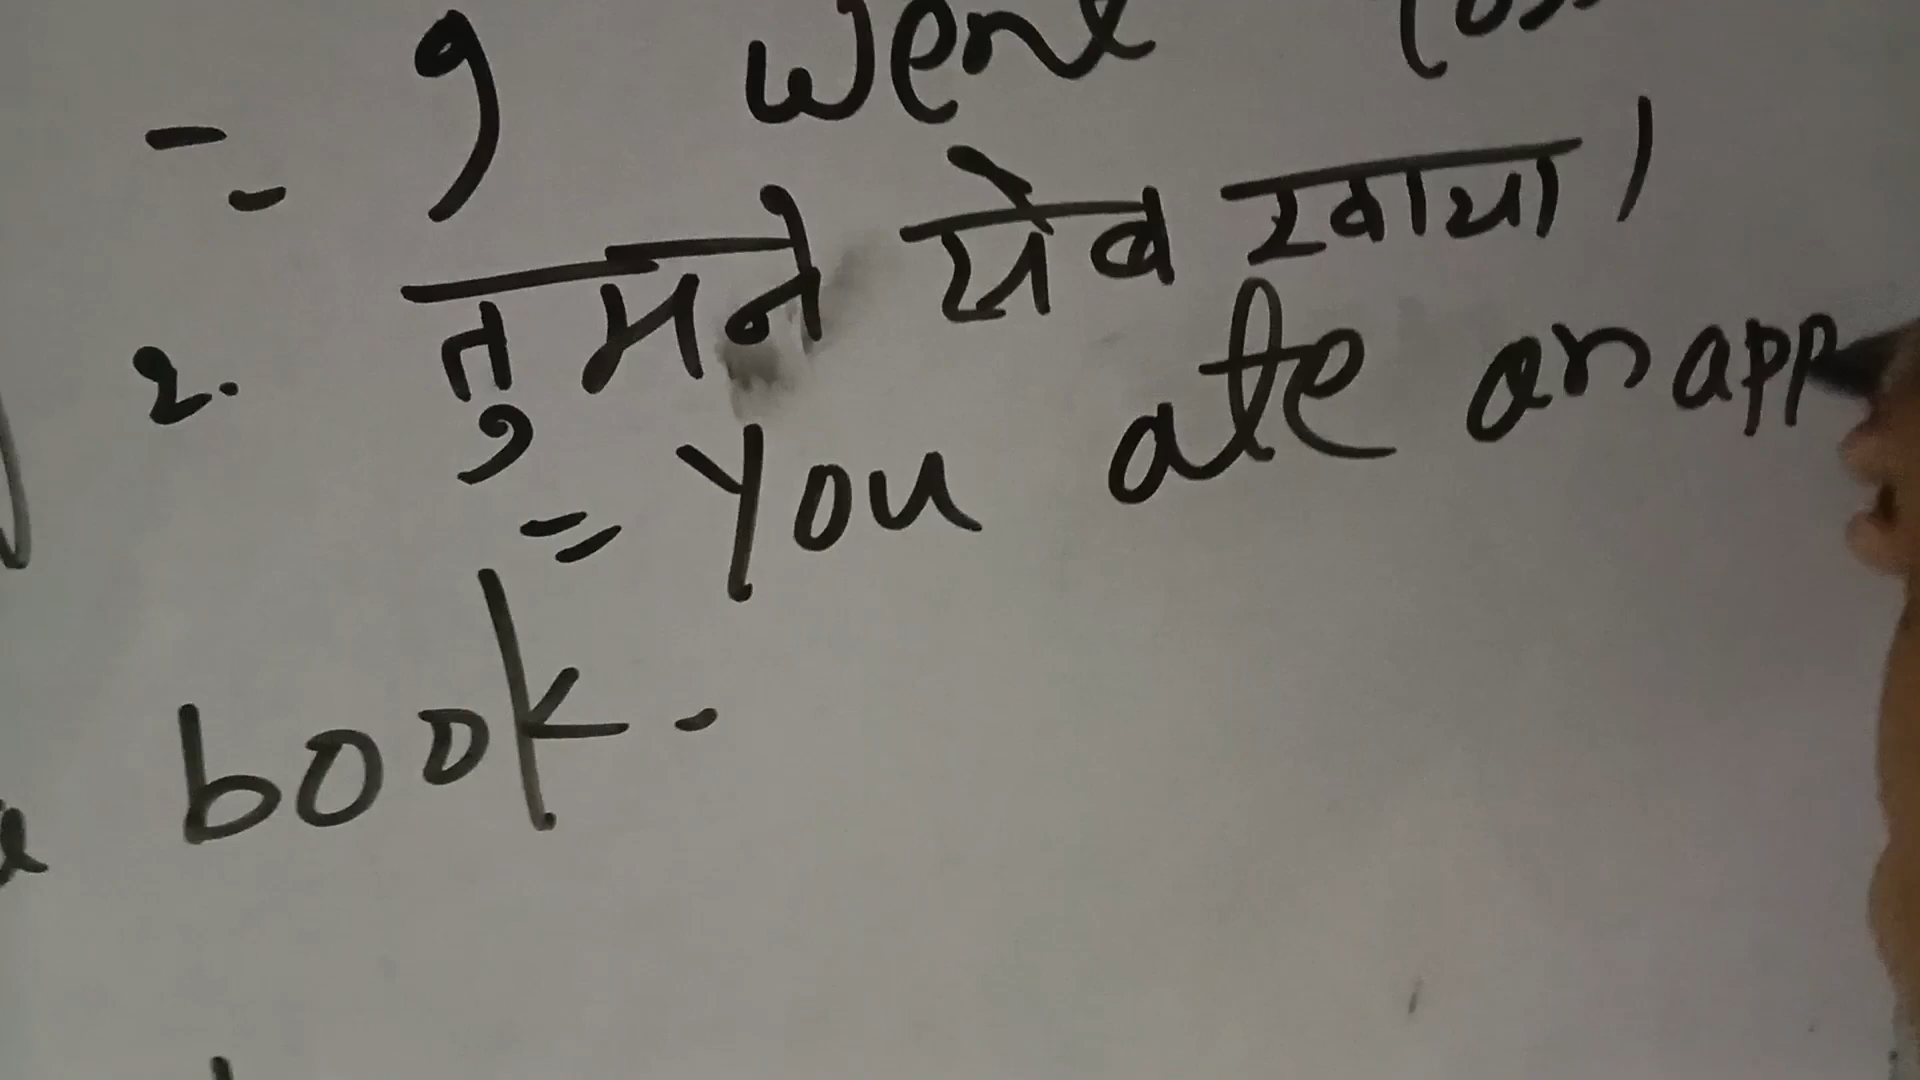 = I went
2. तुमने सेब खाया।
= You ate an app
book.